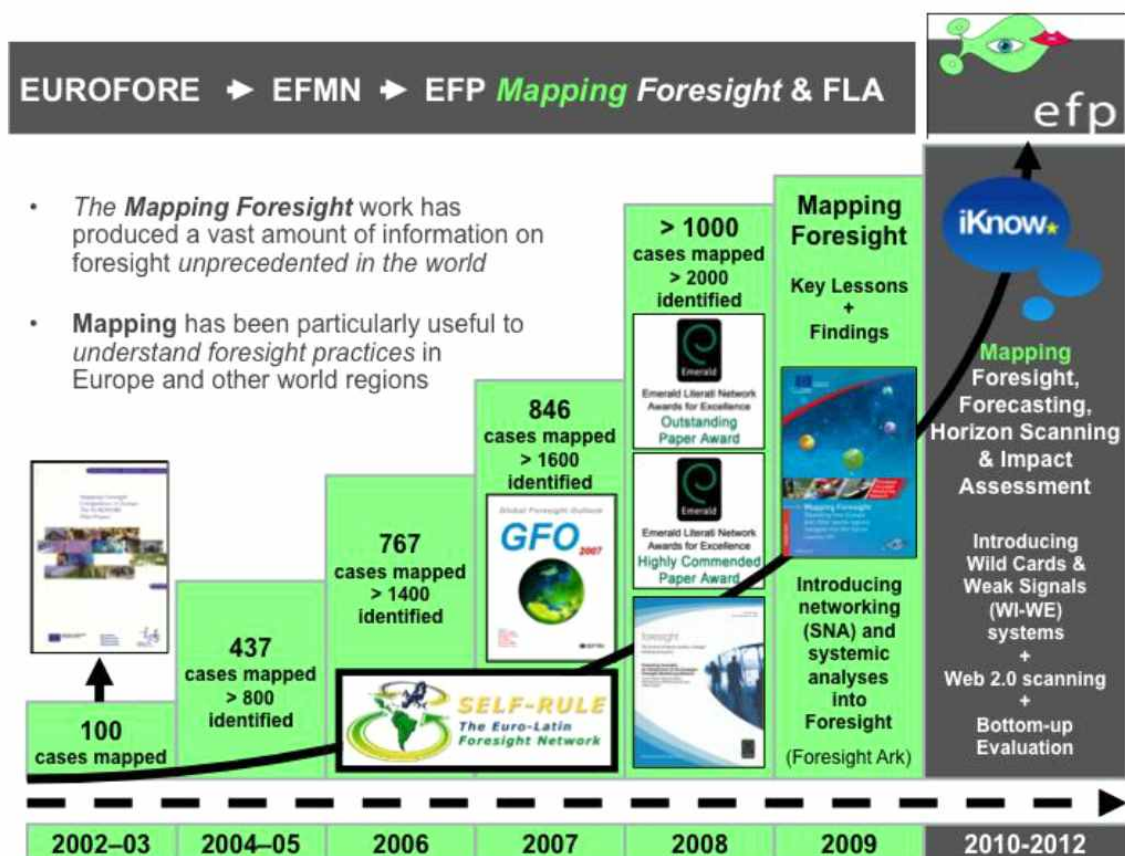 EUROFORE → EFMN → EFP Mapping Foresight & FLA
efp
• The Mapping Foresight work has
produced a vast amount of information on
foresight unprecedented in the world
• Mapping has been particularly useful to
understand foresight practices in
Europe and other world regions
100
cases mapped
437
cases mapped
> 800
identified
767
cases mapped
> 1400
identified
SELF-RULE
The Euro-Latin
Foresight Network
846
cases mapped
> 1600
identified
Global Foresight Outlook
GFO
2007
> 1000
cases mapped
> 2000
identified
Emerald
Emerald Literati Network
Awards for Excellence
Outstanding
Paper Award
Emerald
Emerald Literati Network
Awards for Excellence
Highly Commended
Paper Award
foresight
Mapping
Foresight
Key Lessons
+
Findings
Mapping Foresight
Introducing
networking
(SNA) and
systemic
analyses
into
Foresight
(Foresight Ark)
iKnow
Mapping
Foresight,
Forecasting,
Horizon Scanning
& Impact
Assessment
Introducing
Wild Cards &
Weak Signals
(WI-WE)
systems
+
Web 2.0 scanning
+
Bottom-up
Evaluation
2002–03
2004–05
2006
2007
2008
2009
2010-2012